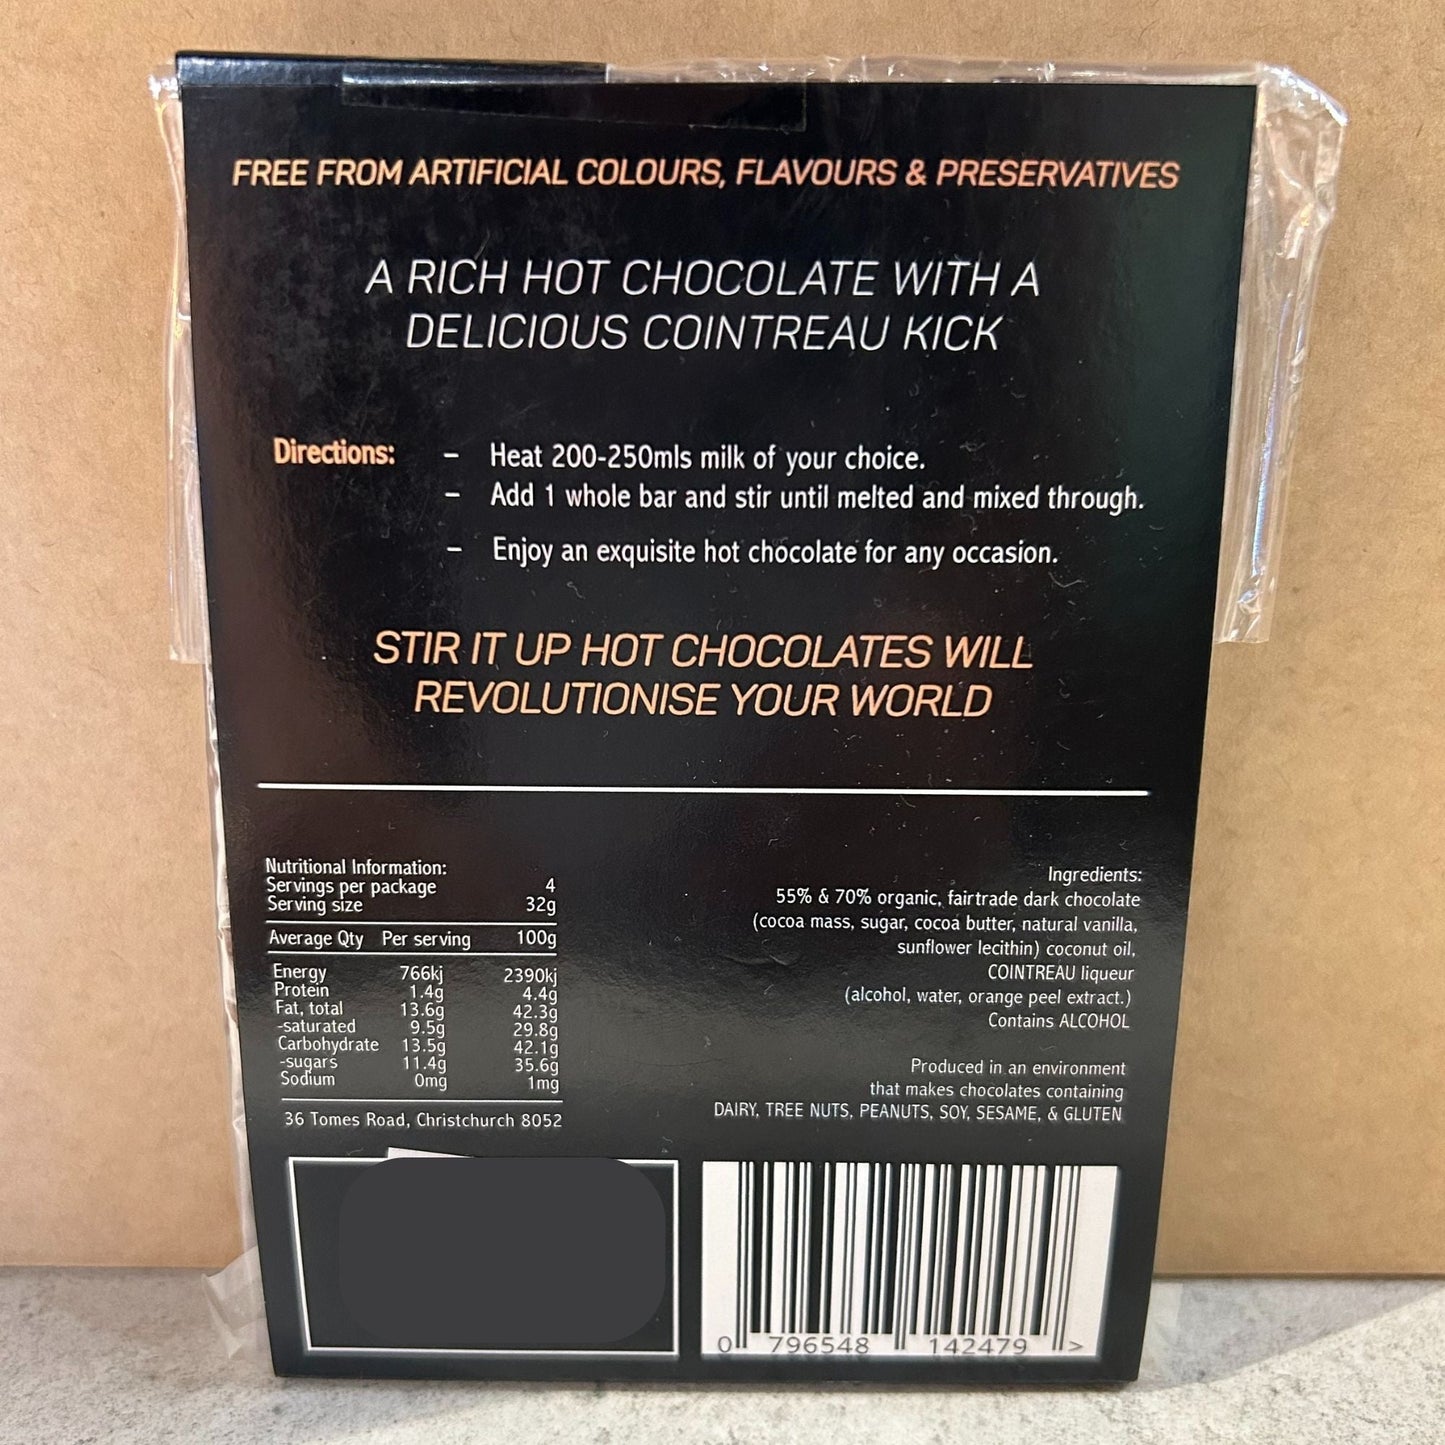 FREE FROM ARTIFICIAL COLOURS, FLAVOURS & PRESERVATIVES
A RICH HOT CHOCOLATE WITH A
DELICIOUS COINTREAU KICK
Directions: – Heat 200-250mls milk of your choice.
– Add 1 whole bar and stir until melted and mixed through.
– Enjoy an exquisite hot chocolate for any occasion.
STIR IT UP HOT CHOCOLATES WILL
REVOLUTIONISE YOUR WORLD
Nutritional Information:
Servings per package 4
Serving size 32g
Average Qty Per serving 100g
Energy 766kj 2390kj
Protein 1.4g 4.4g
Fat, total 13.6g 42.3g
-saturated 9.5g 29.8g
Carbohydrate 13.5g 42.1g
-sugars 11.4g 35.6g
Sodium 0mg 1mg
36 Tomes Road, Christchurch 8052
Ingredients:
55% & 70% organic, fairtrade dark chocolate
(cocoa mass, sugar, cocoa butter, natural vanilla,
sunflower lecithin) coconut oil,
COINTREAU liqueur
(alcohol, water, orange peel extract.)
Contains ALCOHOL
Produced in an environment
that makes chocolates containing
DAIRY, TREE NUTS, PEANUTS, SOY, SESAME, & GLUTEN
0 796548 142479 >